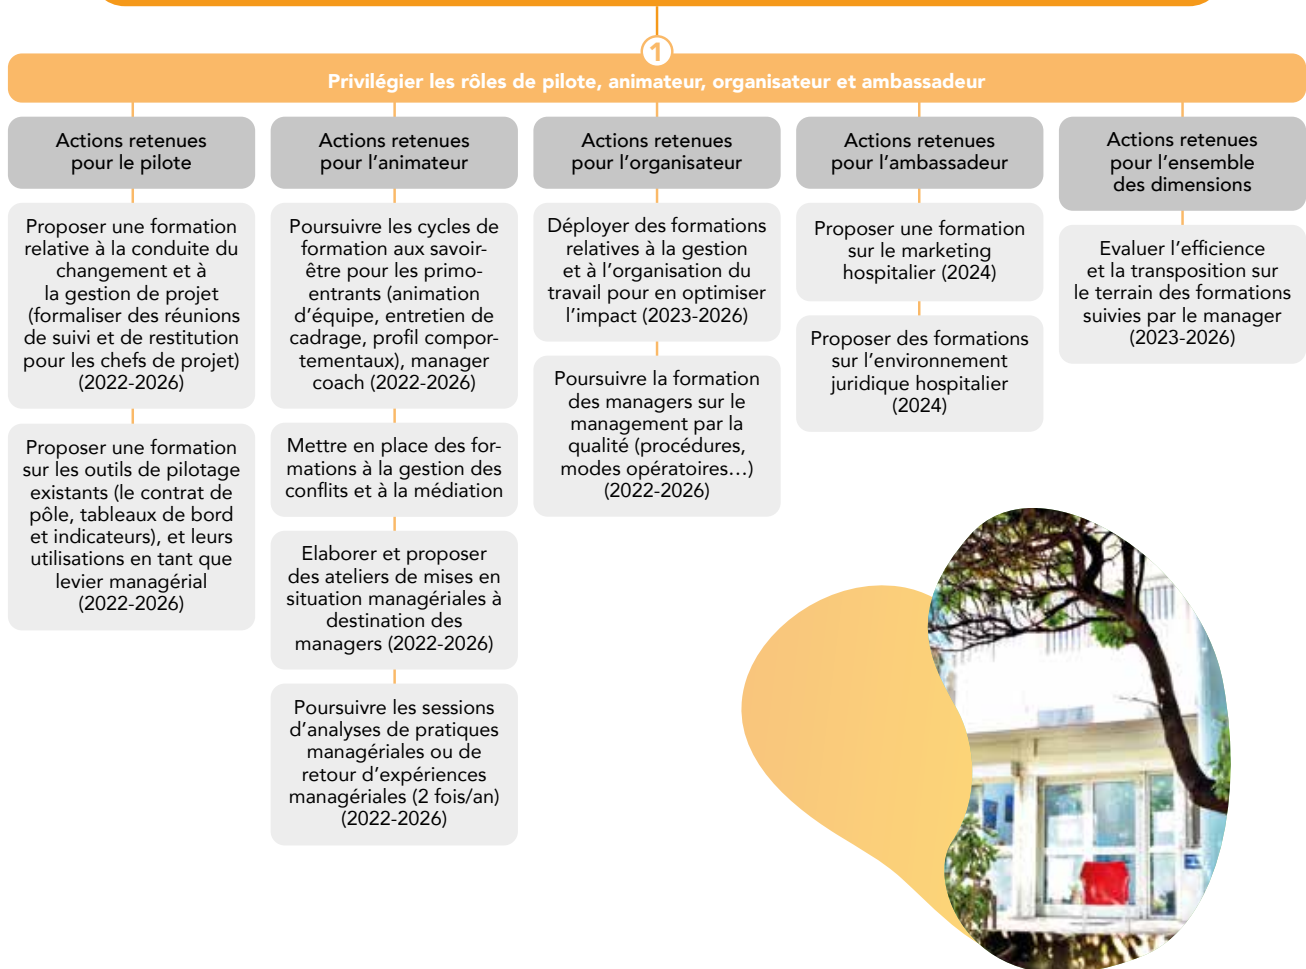 1
Privilégier les rôles de pilote, animateur, organisateur et ambassadeur
Actions retenues
pour le pilote
Proposer une formation
relative à la conduite du
changement et à
la gestion de projet
(formaliser des réunions
de suivi et de restitution
pour les chefs de projet)
(2022-2026)
Proposer une formation
sur les outils de pilotage
existants (le contrat de
pôle, tableaux de bord
et indicateurs), et leurs
utilisations en tant que
levier managérial
(2022-2026)
Actions retenues
pour l'animateur
Poursuivre les cycles de
formation aux savoir-
être pour les primo-
entrants (animation
d'équipe, entretien de
cadrage, profil compor-
tementaux), manager
coach (2022-2026)
Mettre en place des for-
mations à la gestion des
conflits et à la médiation
Elaborer et proposer
des ateliers de mises en
situation managériales à
destination des
managers (2022-2026)
Poursuivre les sessions
d'analyses de pratiques
managériales ou de
retour d'expériences
managériales (2 fois/an)
(2022-2026)
Actions retenues
pour l'organisateur
Déployer des formations
relatives à la gestion
et à l'organisation du
travail pour en optimiser
l'impact (2023-2026)
Poursuivre la formation
des managers sur le
management par la
qualité (procédures,
modes opératoires…)
(2022-2026)
Actions retenues
pour l'ambassadeur
Proposer une formation
sur le marketing
hospitalier (2024)
Proposer des formations
sur l'environnement
juridique hospitalier
(2024)
Actions retenues
pour l'ensemble
des dimensions
Evaluer l'efficience
et la transposition sur
le terrain des formations
suivies par le manager
(2023-2026)